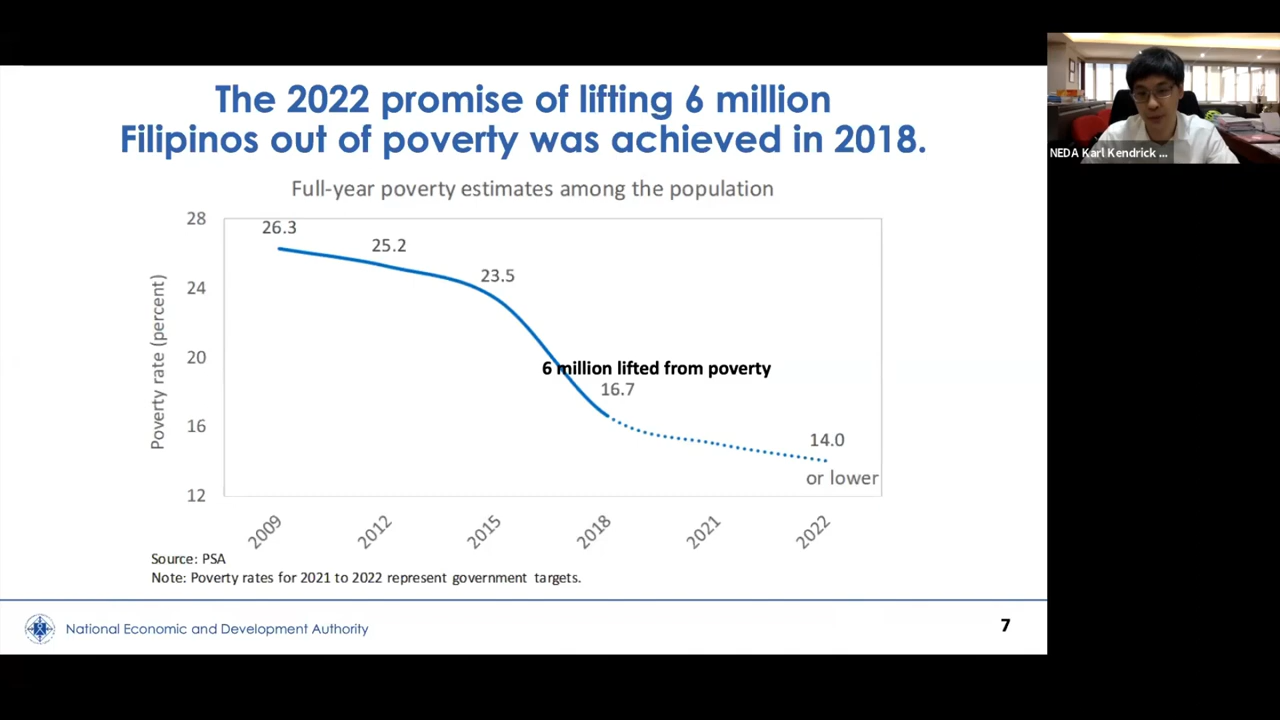 The 2022 promise of lifting 6 million
Filipinos out of poverty was achieved in 2018.
NEDA Karl Kendrick ...
Full-year poverty estimates among the population
Poverty rate (percent)
28
24
20
16
12
26.3
25.2
23.5
6 million lifted from poverty
16.7
14.0
or lower
2009
2012
2015
2018
2021
2022
Source: PSA
Note: Poverty rates for 2021 to 2022 represent government targets.
National Economic and Development Authority
7